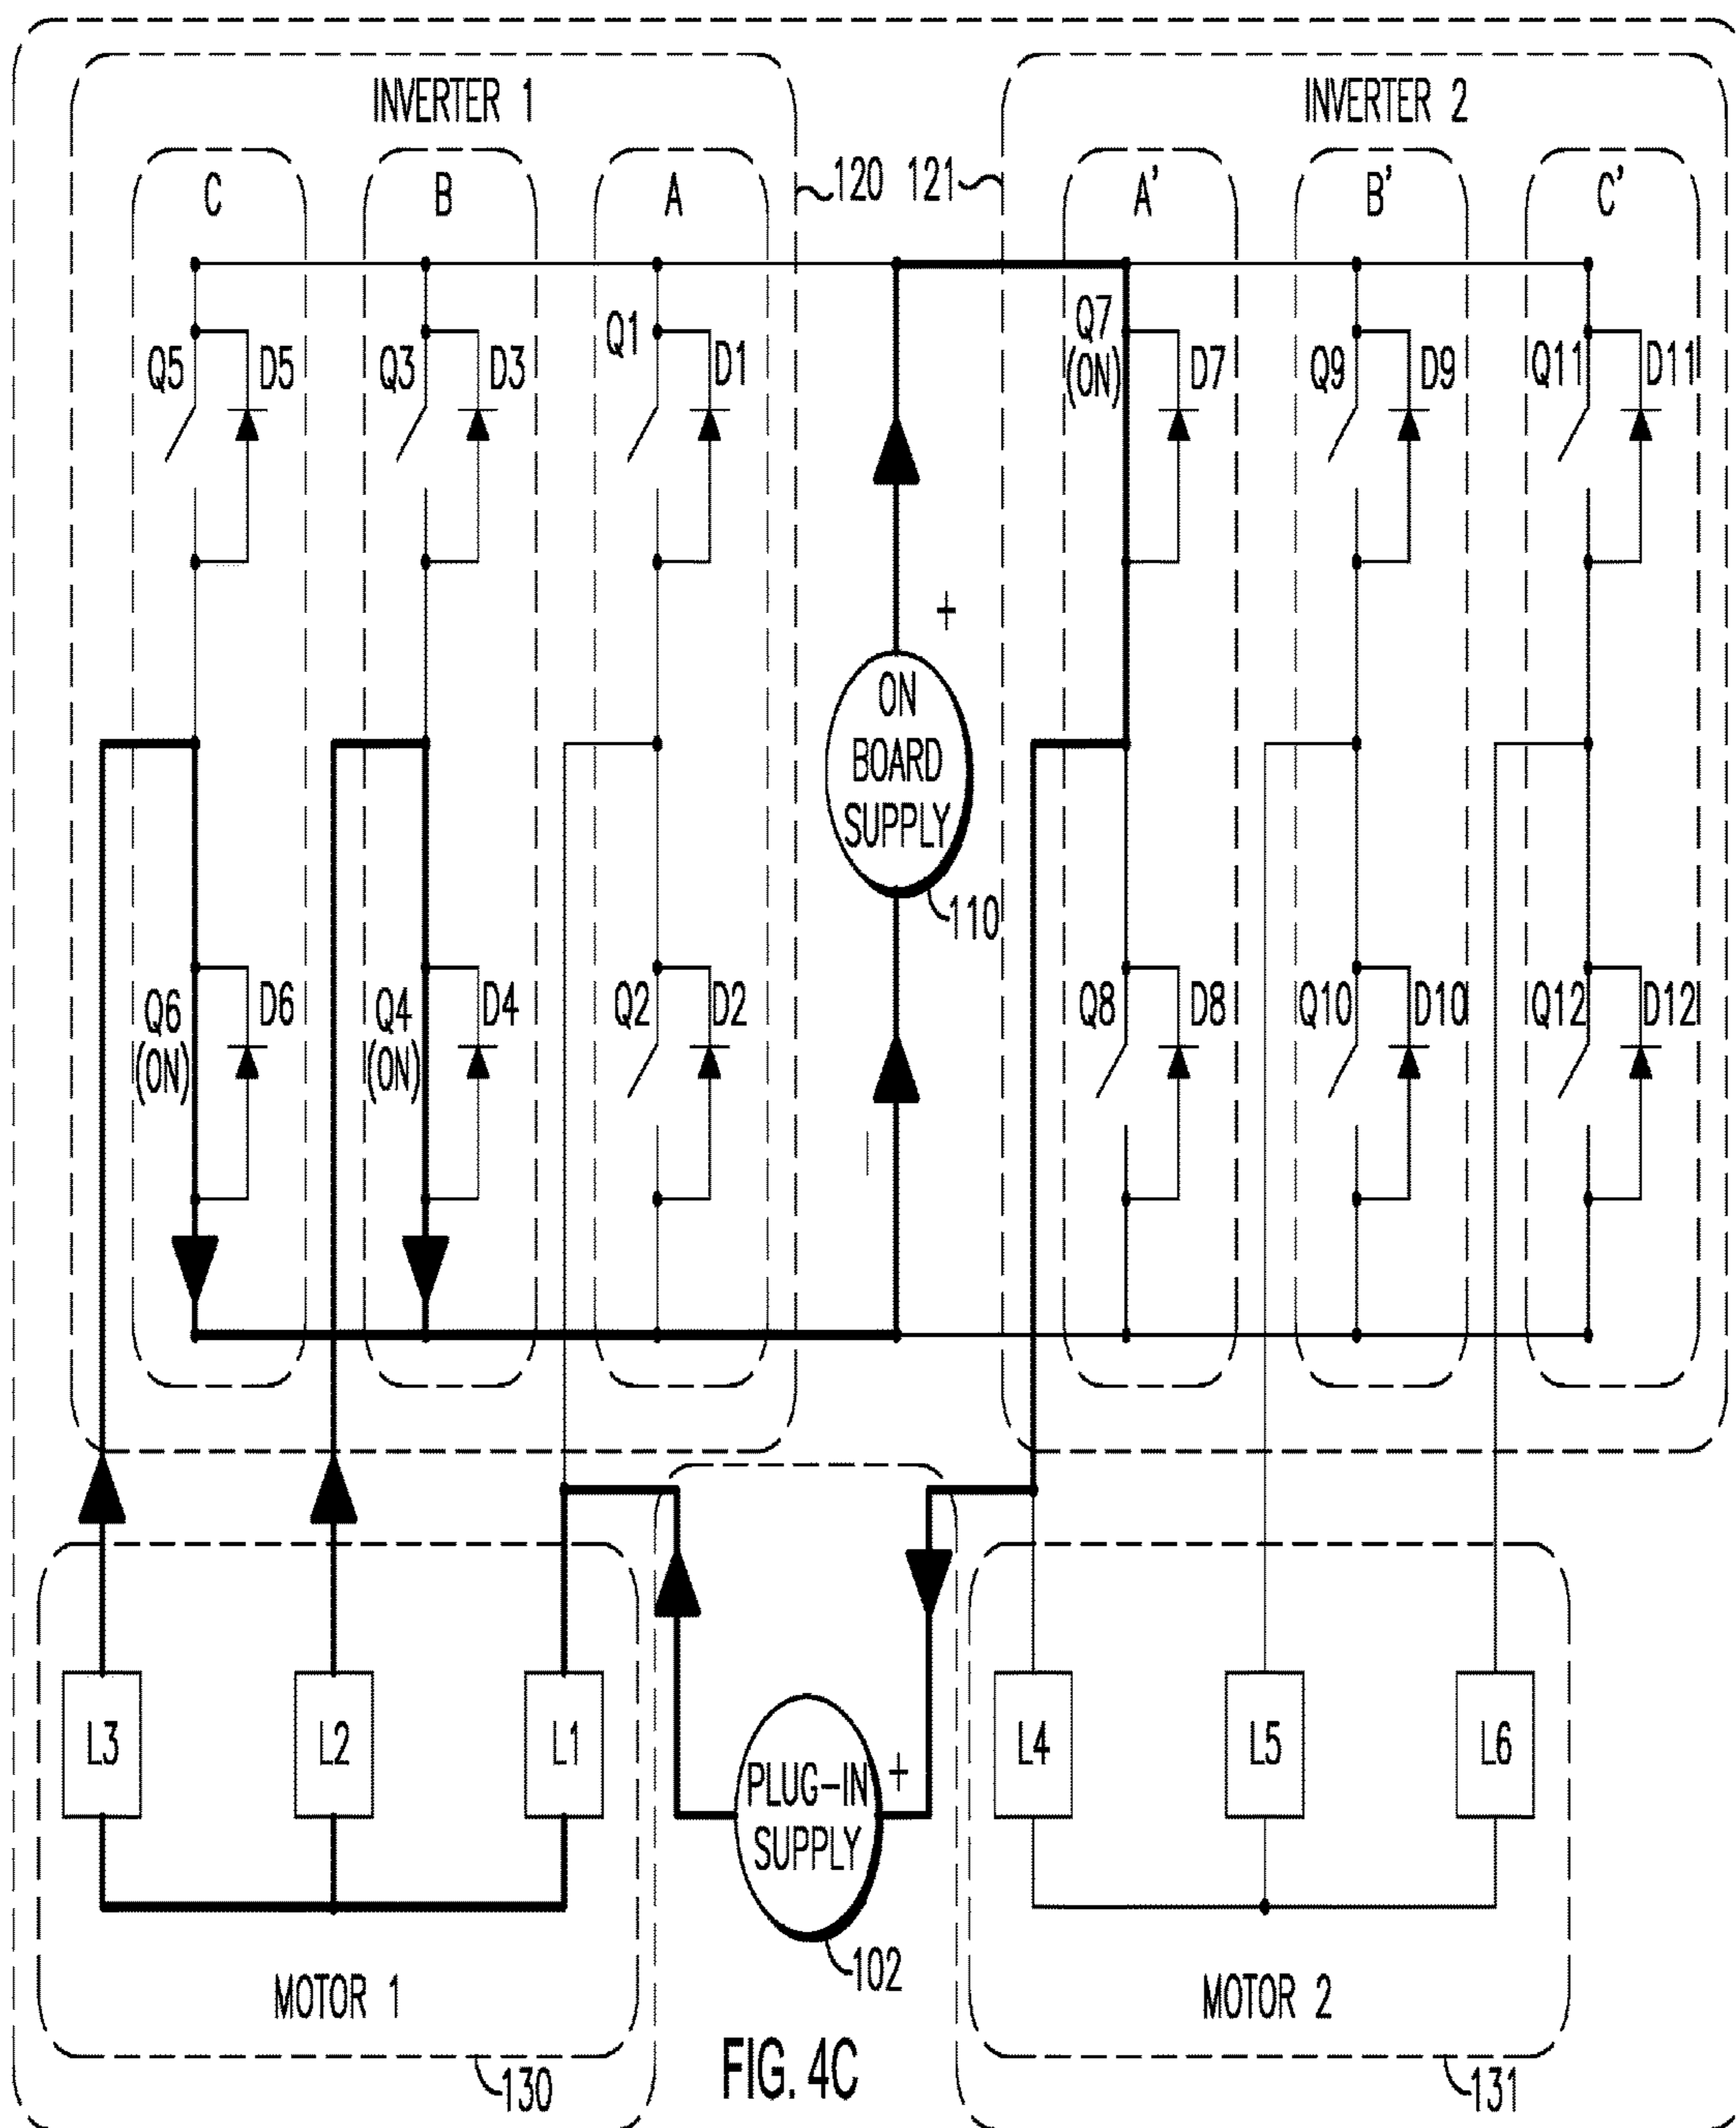 INVERTER 1
INVERTER 2
C
B
A
120
121
A'
B'
C'
Q5
D5
Q3
D3
Q1
D1
Q7
(ON)
D7
Q9
D9
Q11
D11
+
ON
BOARD
SUPPLY
110
Q6
(ON)
D6
Q4
(ON)
D4
Q2
D2
Q8
D8
Q10
D10
Q12
D12
–
L3
L2
L1
PLUG-IN
SUPPLY
+
102
L4
L5
L6
MOTOR 1
130
MOTOR 2
131
FIG. 4C